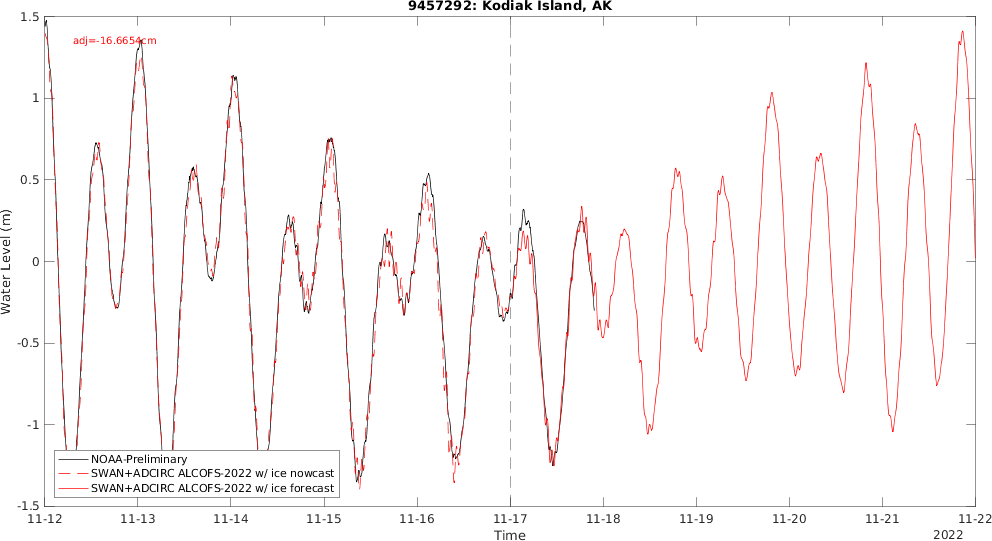 9457292: Kodiak Island, AK
adj=-16.6654cm
1.5
1
0.5
0
-0.5
-1
-1.5
Water Level (m)
NOAA-Preliminary
SWAN+ADCIRC ALCOFS-2022 w/ ice nowcast
SWAN+ADCIRC ALCOFS-2022 w/ ice forecast
11-12 11-13 11-14 11-15 11-16 11-17 11-18 11-19 11-20 11-21 11-22
Time
2022